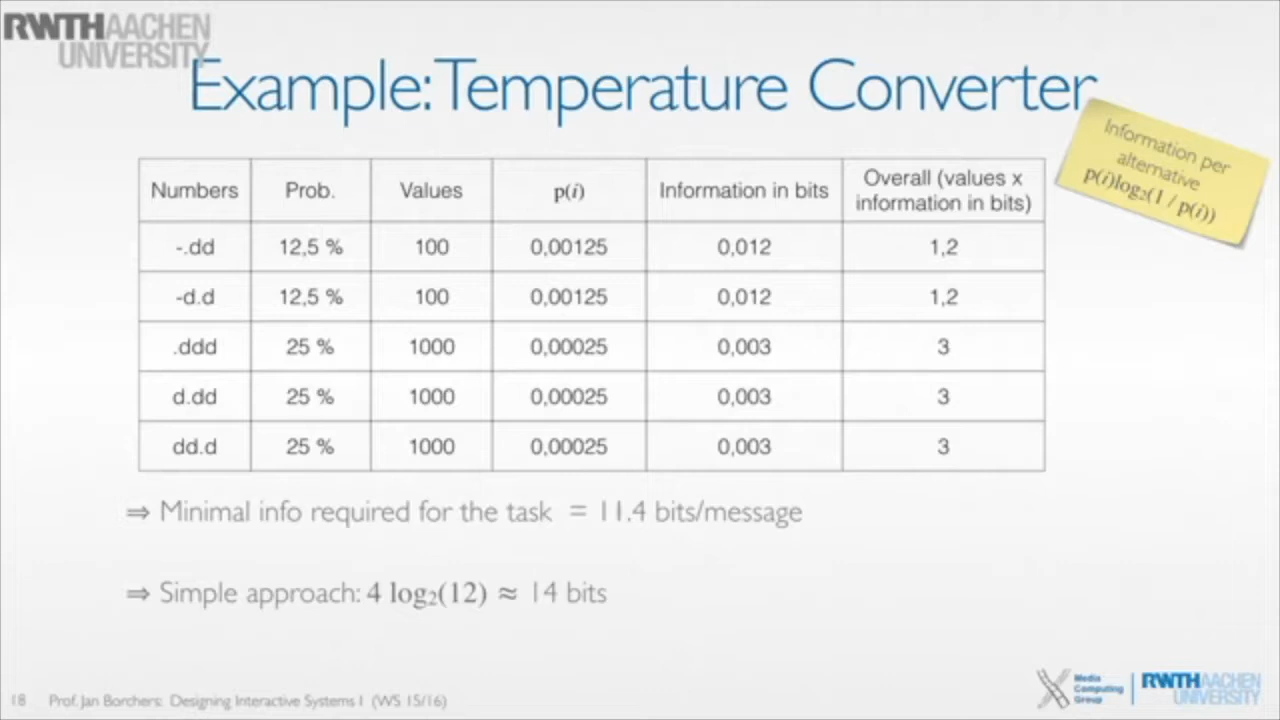 RWTHAACHEN
UNIVERSITY
Example: Temperature Converter
Information per
alternative
p(i)log₂(1 / p(i))
Numbers Prob. Values p(i) Information in bits Overall (values x
information in bits)
-.dd 12,5 % 100 0,00125 0,012 1,2
-d.d 12,5 % 100 0,00125 0,012 1,2
.ddd 25 % 1000 0,00025 0,003 3
d.dd 25 % 1000 0,00025 0,003 3
dd.d 25 % 1000 0,00025 0,003 3
⇒ Minimal info required for the task = 11.4 bits/message
⇒ Simple approach: 4 log₂(12) ≈ 14 bits
18 Prof. Jan Borchers: Designing Interactive Systems I (WS 15/16)
Media
Computing
Group
RWTHAACHEN
UNIVERSITY